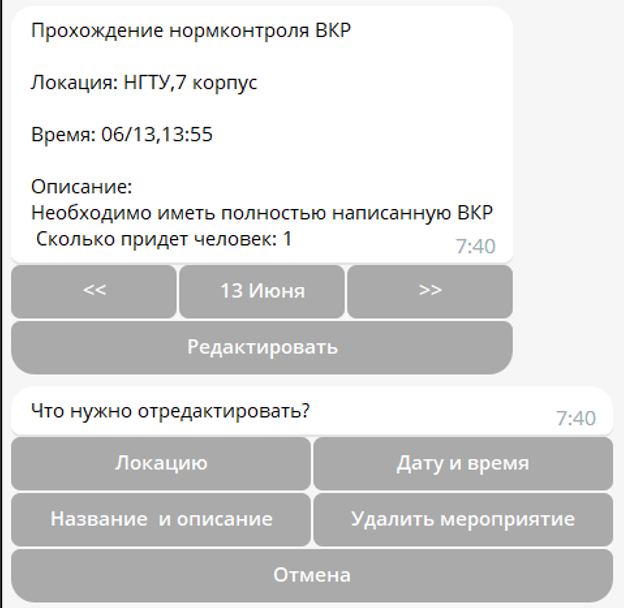 Прохождение нормконтроля ВКР
Локация: НГТУ,7 корпус
Время: 06/13,13:55
Описание:
Необходимо иметь полностью написанную ВКР
Сколько придет человек: 1
7:40
<<
13 Июня
>>
Редактировать
Что нужно отредактировать?
7:40
Локацию
Дату и время
Название  и описание
Удалить мероприятие
Отмена